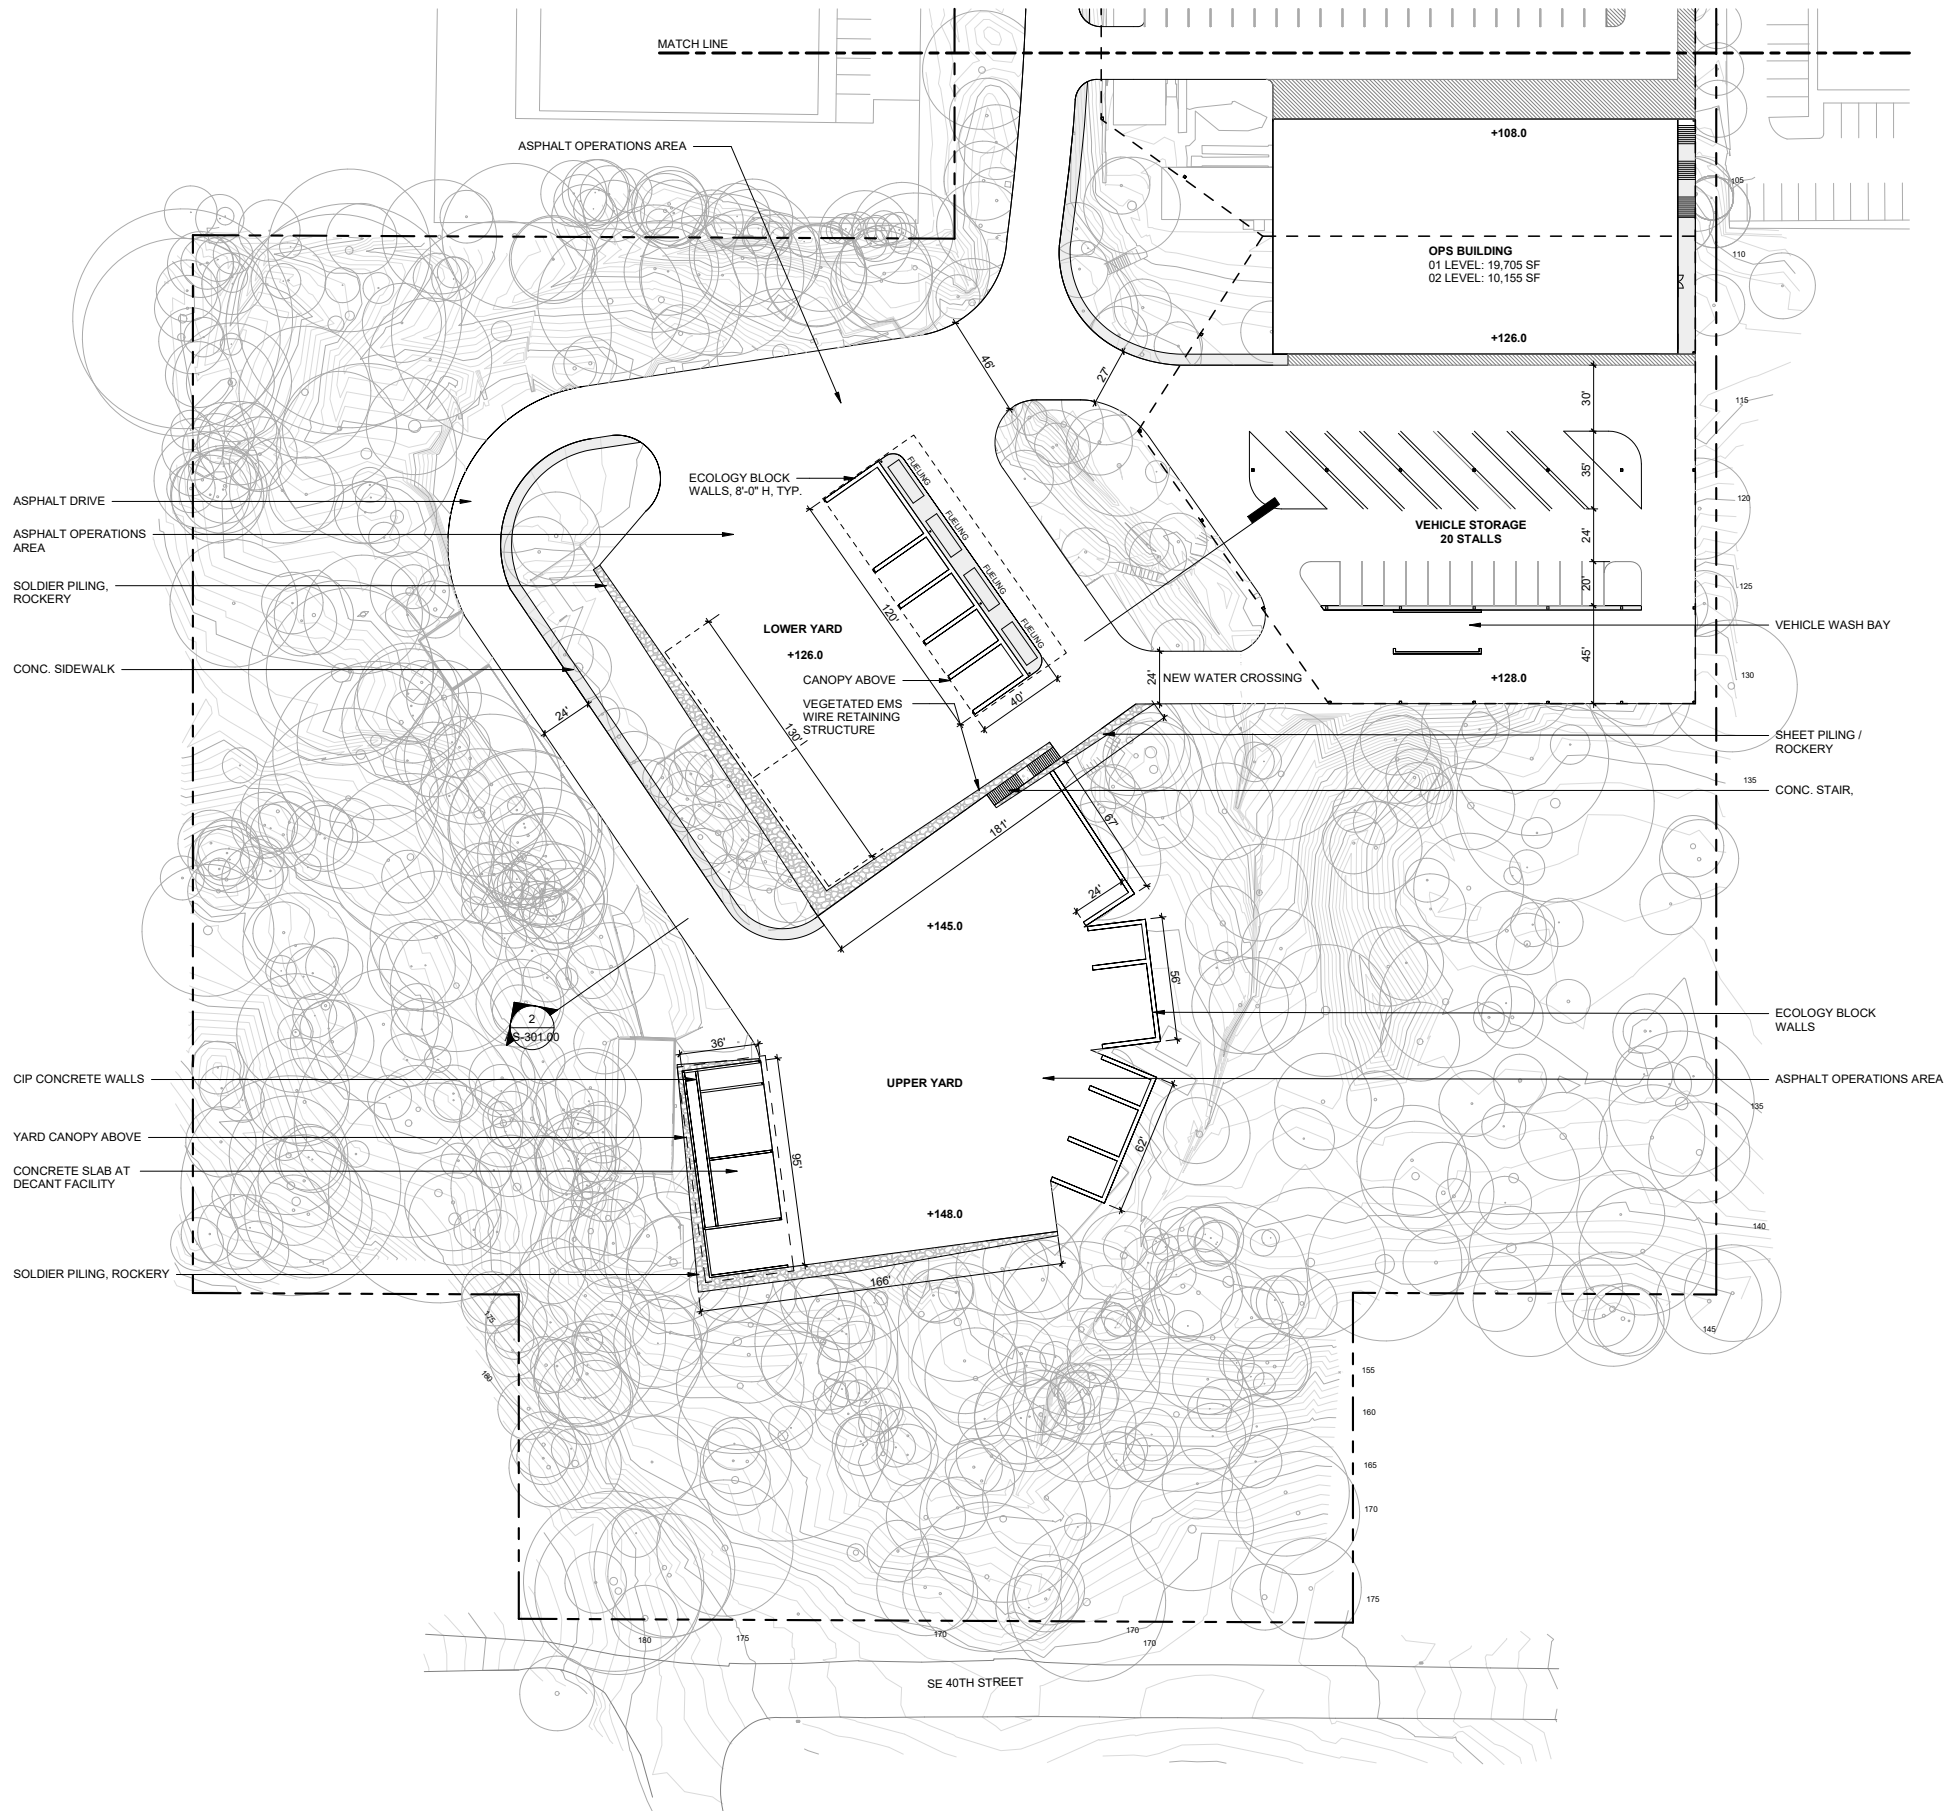 MATCH LINE
+108.0
ASPHALT OPERATIONS AREA
105
OPS BUILDING
01 LEVEL: 19,705 SF
02 LEVEL: 10,155 SF
110
+126.0
46'
27'
30'
115
ECOLOGY BLOCK
WALLS, 8'-0" H, TYP.
FUELING
FUELING
FUELING
FUELING
35'
120
ASPHALT DRIVE
ASPHALT OPERATIONS
AREA
VEHICLE STORAGE
20 STALLS
24'
SOLDIER PILING,
ROCKERY
20'
125
120'
LOWER YARD
+126.0
VEHICLE WASH BAY
45'
CONC. SIDEWALK
CANOPY ABOVE
40'
24'
NEW WATER CROSSING
+128.0
130
VEGETATED EMS
WIRE RETAINING
STRUCTURE
24'
130'
SHEET PILING /
ROCKERY
135
CONC. STAIR,
181'
67'
24'
+145.0
56'
2
AS-301.00
ECOLOGY BLOCK
WALLS
36'
CIP CONCRETE WALLS
UPPER YARD
ASPHALT OPERATIONS AREA
135
YARD CANOPY ABOVE
62'
95'
CONCRETE SLAB AT
DECANT FACILITY
+148.0
140
SOLDIER PILING, ROCKERY
166'
175
145
180
155
160
165
170
175
180
175
170
170
170
SE 40TH STREET